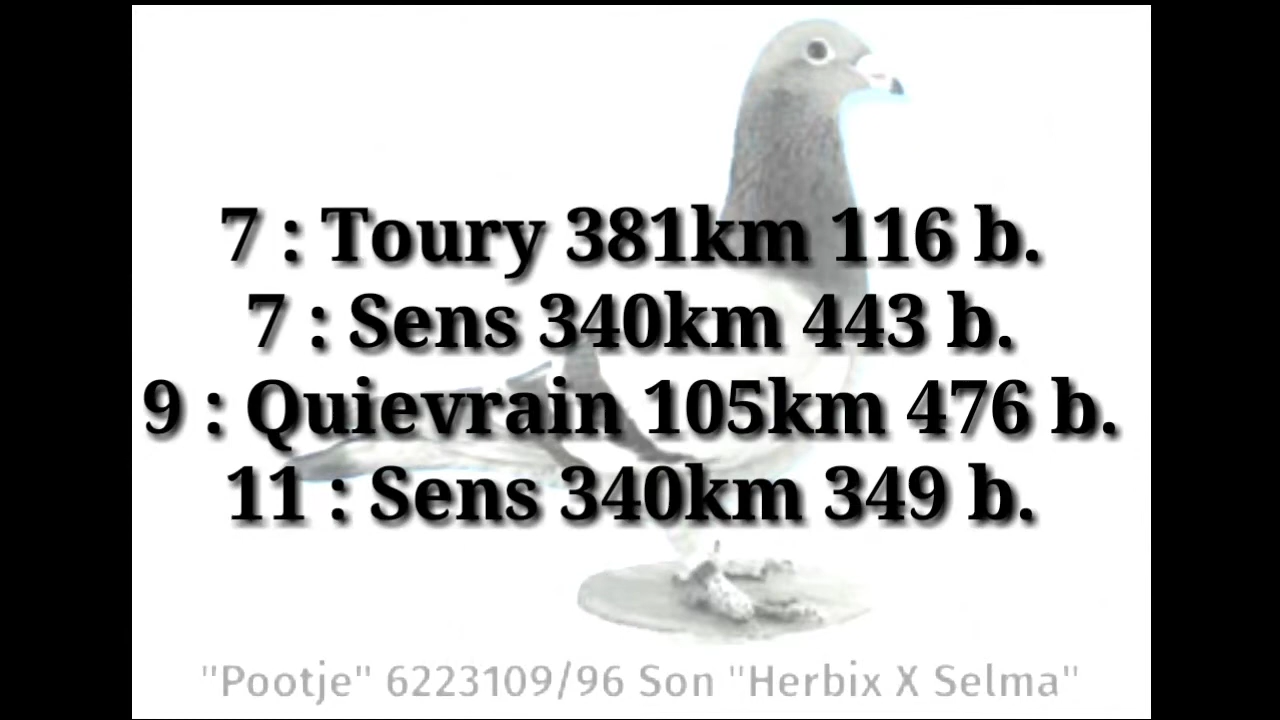 7 : Toury 381km 116 b.
7 : Sens 340km 443 b.
9 : Quievrain 105km 476 b.
11 : Sens 340km 349 b.
"Pootje" 6223109/96 Son "Herbix X Selma"